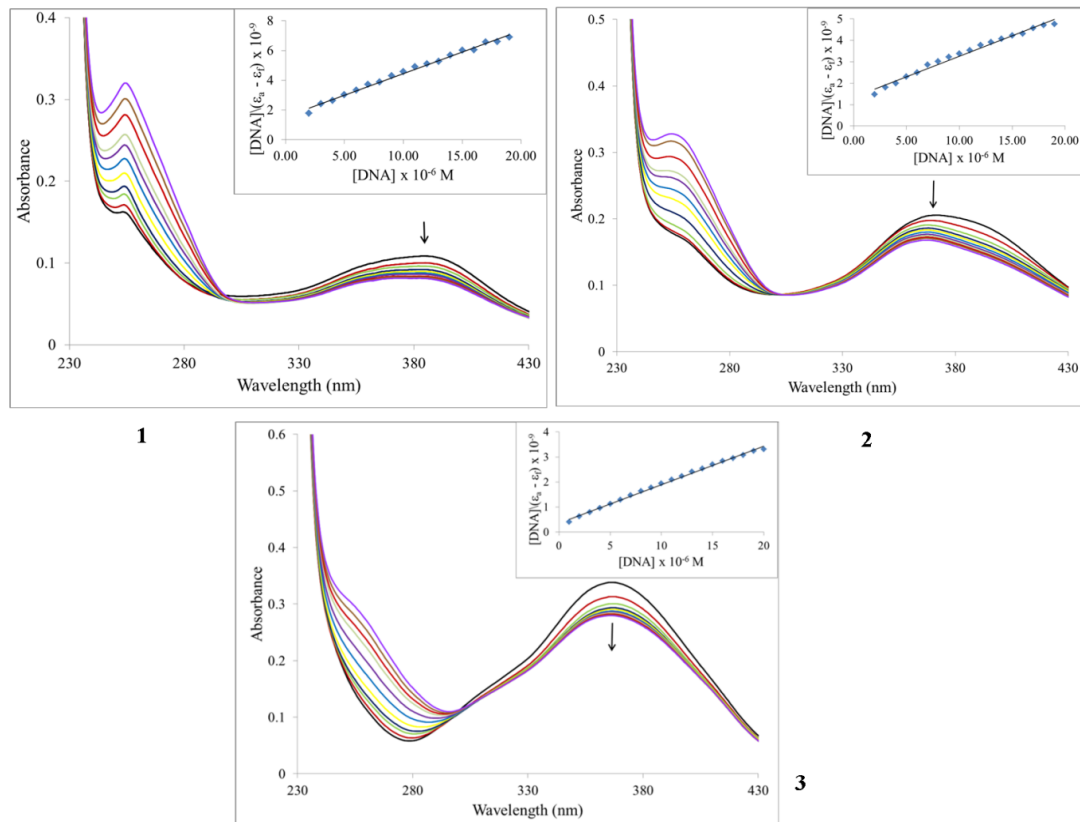 0.4
0.3
0.2
0.1
0
Absorbance
230 280 330 380 430
Wavelength (nm)
8
6
4
2
0
[DNA]\(εa - εf) x 10-9
0.00 5.00 10.00 15.00 20.00
[DNA] x 10-6 M
1
0.5
0.4
0.3
0.2
0.1
0
Absorbance
230 280 330 380 430
Wavelength (nm)
5
4
3
2
1
0
[DNA]\(εa - εf) x 10-9
0 5 10 15 20
[DNA] x 10-6 M
2
0.6
0.5
0.4
0.3
0.2
0.1
0
Absorbance
230 280 330 380 430
Wavelength (nm)
4
3
2
1
0
[DNA]\(εa - εf) x 10-9
0 5 10 15 20
[DNA] x 10-6 M
3